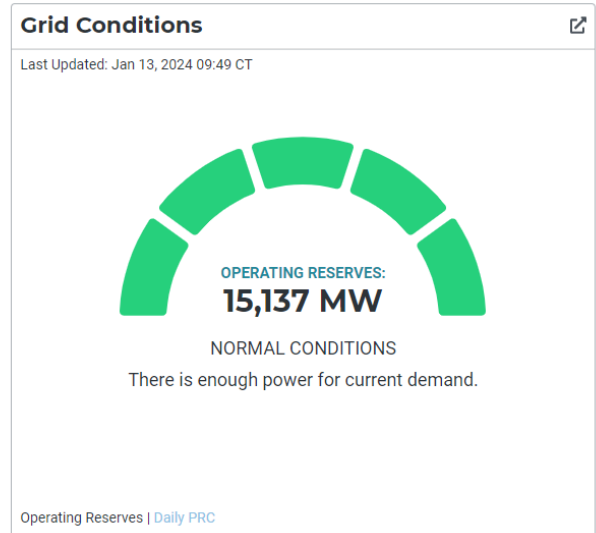 Grid Conditions
Last Updated: Jan 13, 2024 09:49 CT
OPERATING RESERVES:
15,137 MW
NORMAL CONDITIONS
There is enough power for current demand.
Operating Reserves | Daily PRC